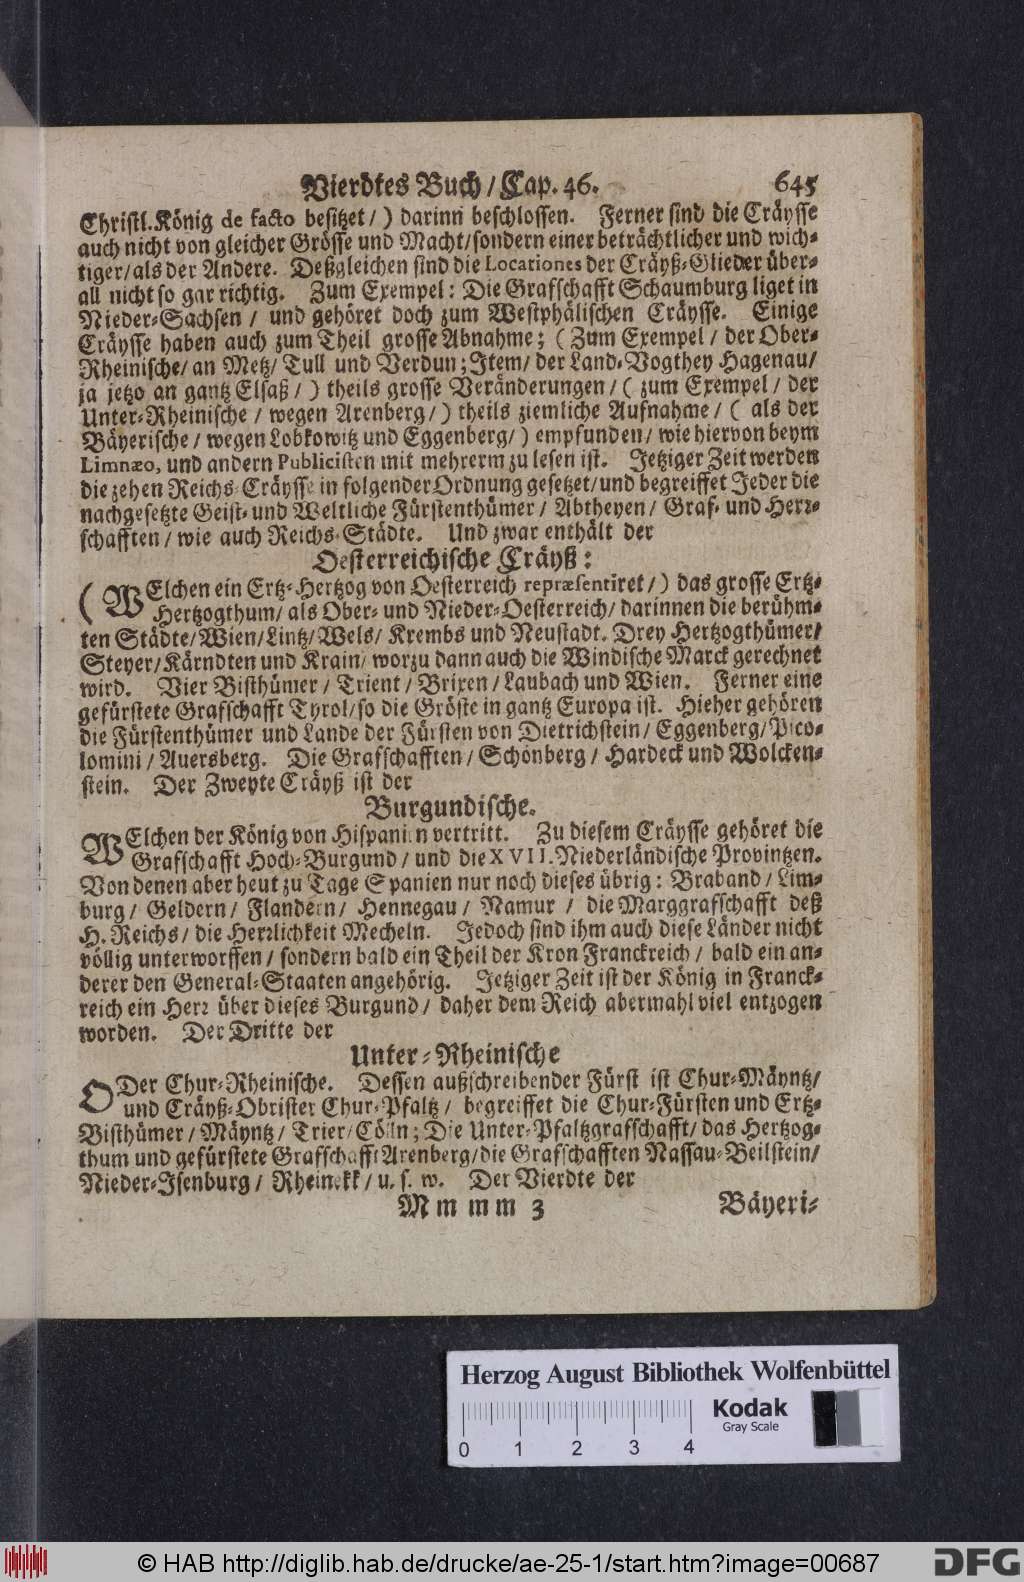 Vierdtes Buch / Cap. 46. 645
Christl. König de facto besitzet / ) darinn beschlossen. Ferner sind die Cräysse
auch nicht von gleicher Grösse und Macht / sondern einer beträchtlicher und wich-
tiger / als der Andere. Deßgleichen sind die Locationes der Cräyß-Glieder über-
all nicht so gar richtig. Zum Exempel: Die Grafschafft Schaumburg liget in
Nieder-Sachsen / und gehöret doch zum Westphälischen Cräysse. Einige
Cräysse haben auch zum Theil grosse Abnahme; ( Zum Exempel / der Ober-
Rheinische / an Metz / Tull und Verdun; Item / der Land-Vogthey Hagenau /
ja jetzo an gantz Elsaß / ) theils grosse Veränderungen / ( zum Exempel / der
Unter-Rheinische / wegen Arenberg / ) theils ziemliche Aufnahme / ( als der
Bäyerische / wegen Lobkowitz und Eggenberg / ) empfunden / wie hiervon beym
Limnæo, und andern Publicisten mit mehrerm zu lesen ist. Jetziger Zeit werden
die zehen Reichs-Cräysse in folgender Ordnung gesetzet / und begreiffet Jeder die
nachgesetzte Geist- und Weltliche Fürstenthümer / Abtheyen / Graf- und Herr-
schafften / wie auch Reichs-Städte. Und zwar enthält der
Oesterreichische Cräyß:
( WElchen ein Ertz-Hertzog von Oesterreich repræsentiret / ) das grosse Ertz-
Hertzogthum / als Ober- und Nieder-Oesterreich / darinnen die berühm-
ten Städte / Wien / Lintz / Wels / Krembs und Neustadt. Drey Hertzogthümer /
Steyer / Kärndten und Krain / worzu dann auch die Windische Marck gerechnet
wird. Vier Bisthümer / Trient / Brixen / Laubach und Wien. Ferner eine
gefürstete Grafschafft Tyrol / so die Gröste in gantz Europa ist. Hieher gehören
die Fürstenthümer und Lande der Fürsten von Dietrichstein / Eggenberg / Pico-
lomini / Auersberg. Die Grafschafften / Schönberg / Hardeck und Wolcken-
stein. Der Zweyte Cräyß ist der
Burgundische.
WElchen der König von Hispanien vertritt. Zu diesem Cräysse gehöret die
Grafschafft Hoch-Burgund / und die XVII. Niederländische Provintzen.
Von denen aber heut zu Tage Spanien nur noch dieses übrig: Braband / Lim-
burg / Geldern / Flandern / Hennegau / Namur / die Marggrafschafft deß
H. Reichs / die Herrlichkeit Mecheln. Jedoch sind ihm auch diese Länder nicht
völlig unterworffen / sondern bald ein Theil der Kron Franckreich / bald ein an-
derer den General-Staaten angehörig. Jetziger Zeit ist der König in Franck-
reich ein Herr über dieses Burgund / daher dem Reich abermahl viel entzogen
worden. Der Dritte der
Unter-Rheinische
ODer Chur-Rheinische. Dessen außschreibender Fürst ist Chur-Mäyntz /
und Cräyß-Obrister Chur-Pfaltz / begreiffet die Chur-Fürsten und Ertz-
Bisthümer / Mäyntz / Trier / Cölln; Die Unter-Pfaltzgrafschafft / das Hertzog-
thum und gefürstete Grafschafft Arenberg / die Grafschafften Nassau-Beilstein /
Nieder-Isenburg / Rheinekk / u. s. w. Der Vierdte der
Mmmm 3 Bäyeri-
Herzog August Bibliothek Wolfenbüttel
Kodak
Gray Scale
0 1 2 3 4
© HAB http://diglib.hab.de/drucke/ae-25-1/start.htm?image=00687
DFG